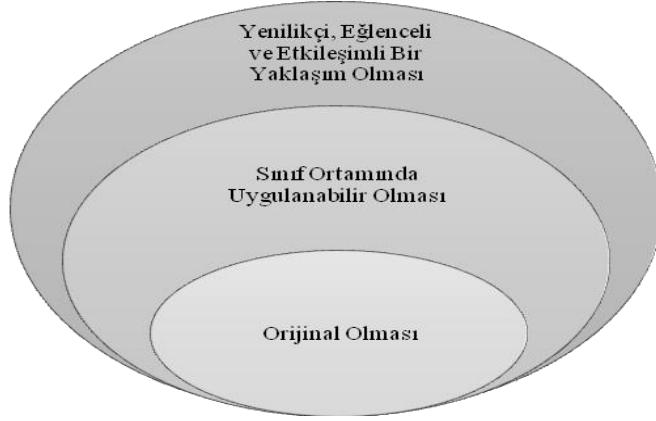 Yenilikçi, Eğlenceli
ve Etkileşimli Bir
Yaklaşım Olması
Sınıf Ortamında
Uygulanabilir Olması
Orijinal Olması